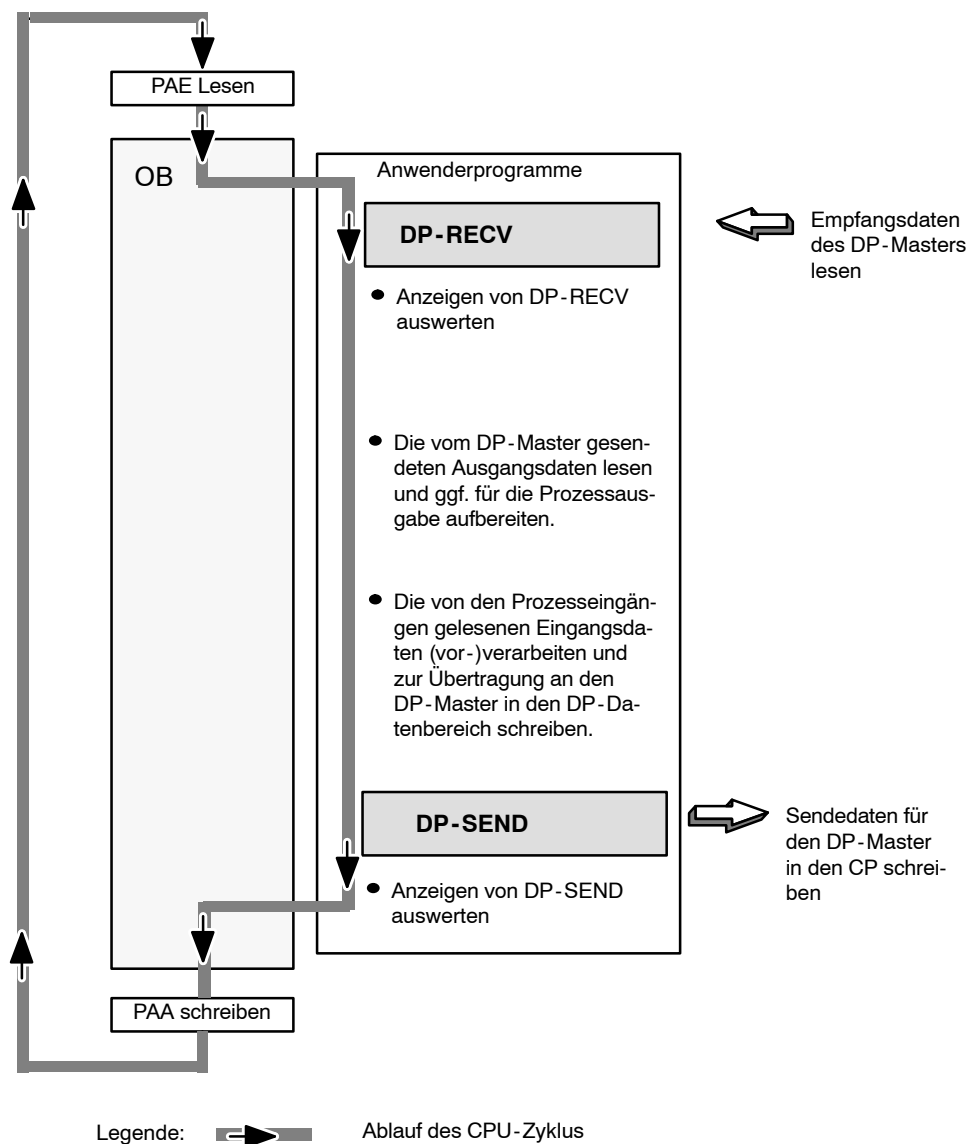 PAE Lesen
OB
Anwenderprogramme
DP-RECV
Empfangsdaten
des DP-Masters
lesen
• Anzeigen von DP-RECV
auswerten
• Die vom DP-Master gesen-
deten Ausgangsdaten lesen
und ggf. für die Prozessaus-
gabe aufbereiten.
• Die von den Prozesseingän-
gen gelesenen Eingangsda-
ten (vor-)verarbeiten und
zur Übertragung an den
DP-Master in den DP-Da-
tenbereich schreiben.
DP-SEND
Sendedaten für
den DP-Master
in den CP schrei-
ben
• Anzeigen von DP-SEND
auswerten
PAA schreiben
Legende:
Ablauf des CPU-Zyklus